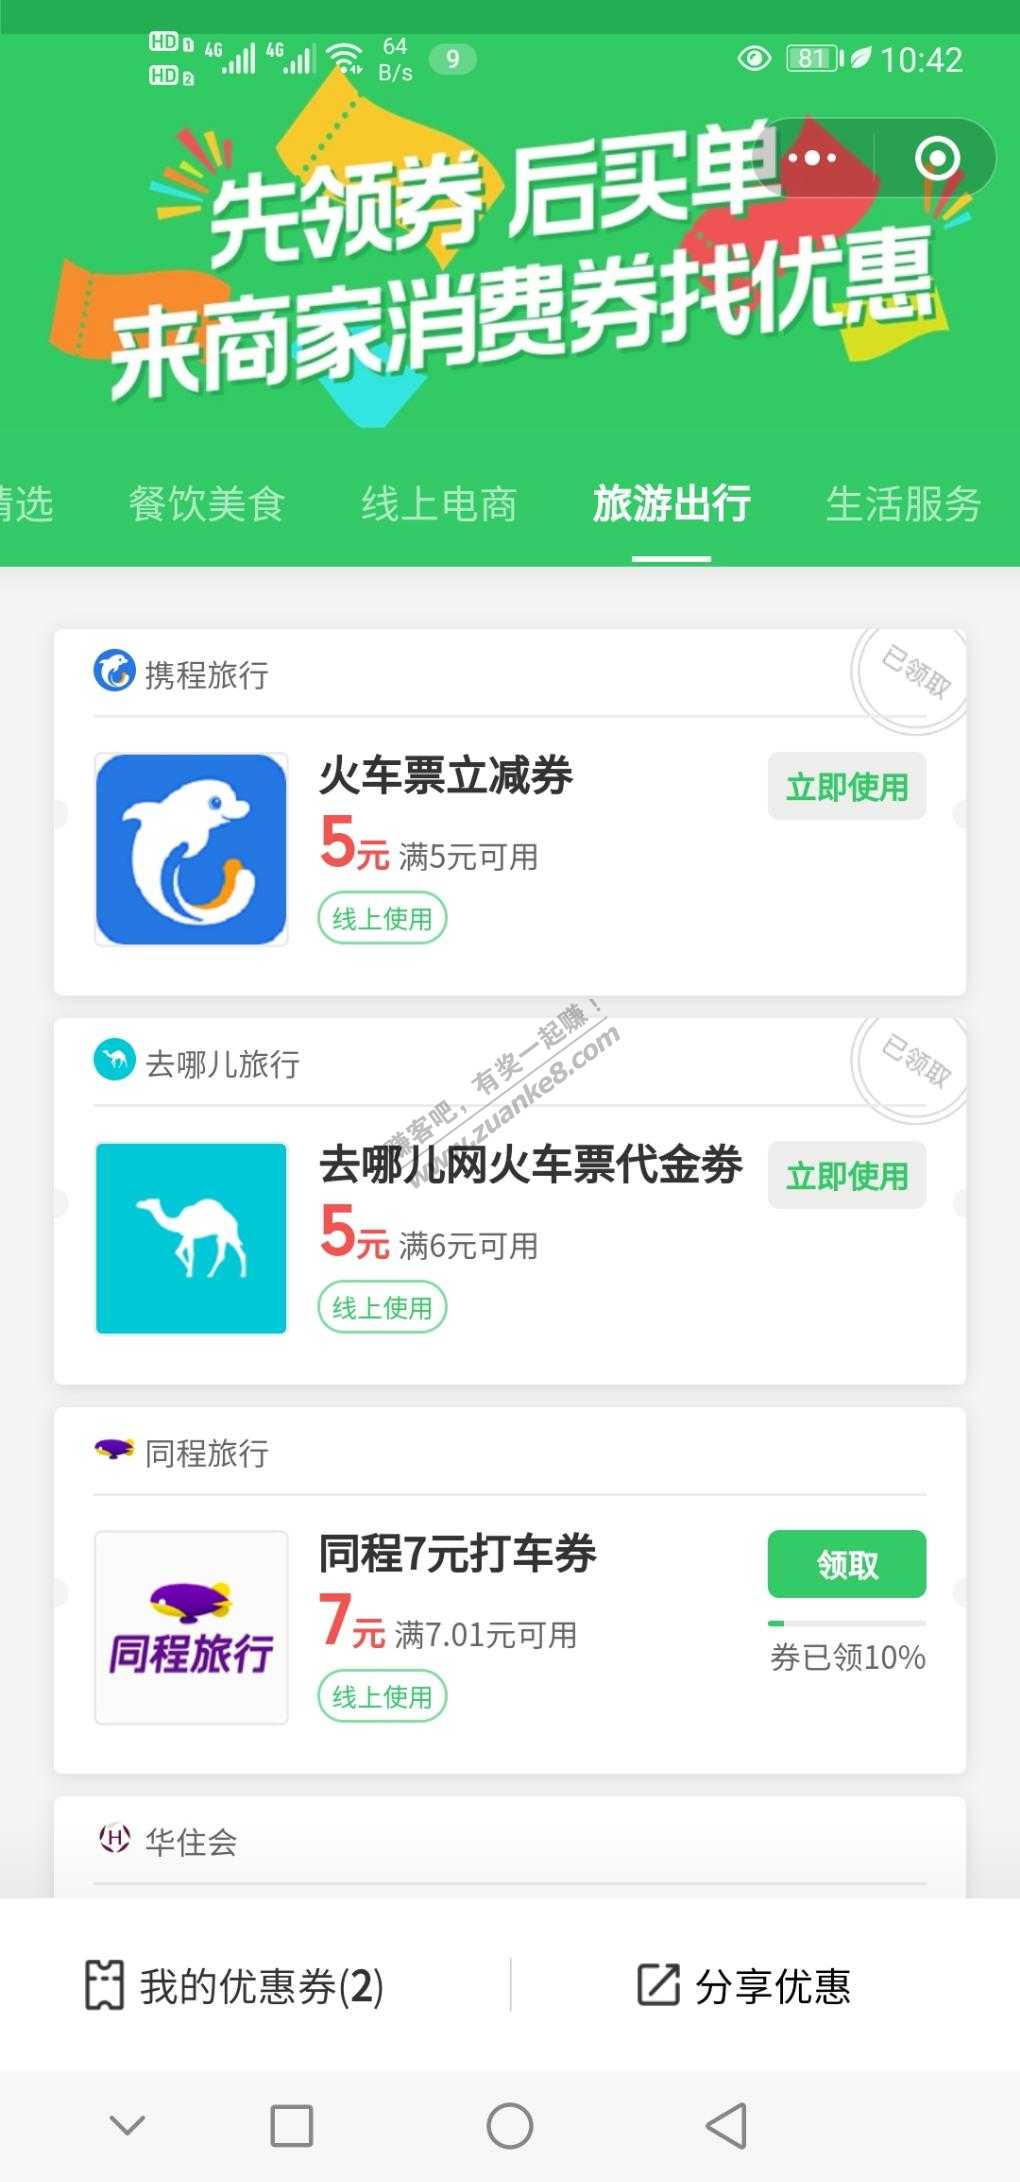 HD 1 4G 4G 64 B/s 9 81 10:42
HD 2
先领券 后买单
来商家消费券找优惠
精选 餐饮美食 线上电商 旅游出行 生活服务
携程旅行 已领取
火车票立减券 立即使用
5元 满5元可用
线上使用
去哪儿旅行 已领取
赚客吧，有奖一起赚！
www.zuanke8.com
去哪儿网火车票代金劵 立即使用
5元 满6元可用
线上使用
同程旅行
同程7元打车券 领取
7元 满7.01元可用
券已领10%
同程旅行
线上使用
H 华住会
我的优惠券(2) 分享优惠